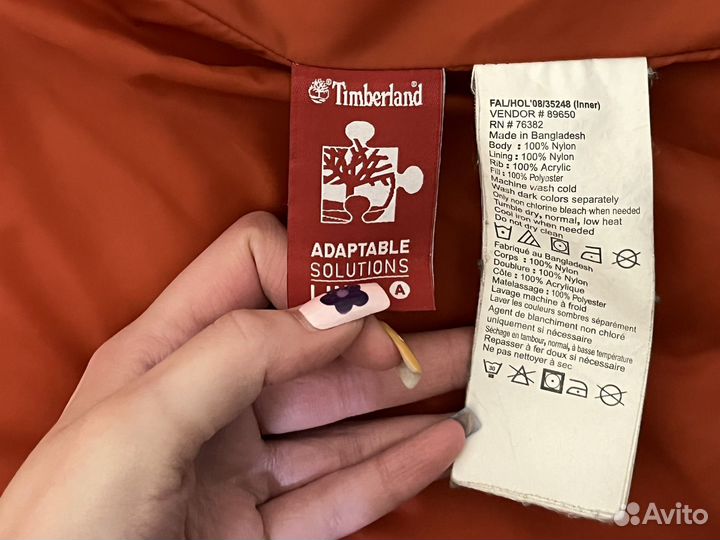 Timberland®
ADAPTABLE
SOLUTIONS
A
FAL/HOL'08/35248 (Inner)
VENDOR # 89650
RN # 76382
Made in Bangladesh
Body : 100% Nylon
Lining : 100% Nylon
Rib : 100% Acrylic
Fill : 100% Polyester
Machine wash cold
Wash dark colors separately
Only non chlorine bleach when needed
Tumble dry, normal, low heat
Cool iron when needed
Do not dry clean
Fabriqué au Bangladesh
Corps : 100% Nylon
Doublure : 100% Nylon
Côte : 100% Acrylique
Matelassage : 100% Polyester
Lavage machine à froid
Laver les couleurs sombres séparément
Agent de blanchiment non chloré
uniquement si nécessaire
Séchage en tambour, normal, à basse température
Repasser à fer doux si nécessaire
Ne pas nettoyer à sec
30
Avito